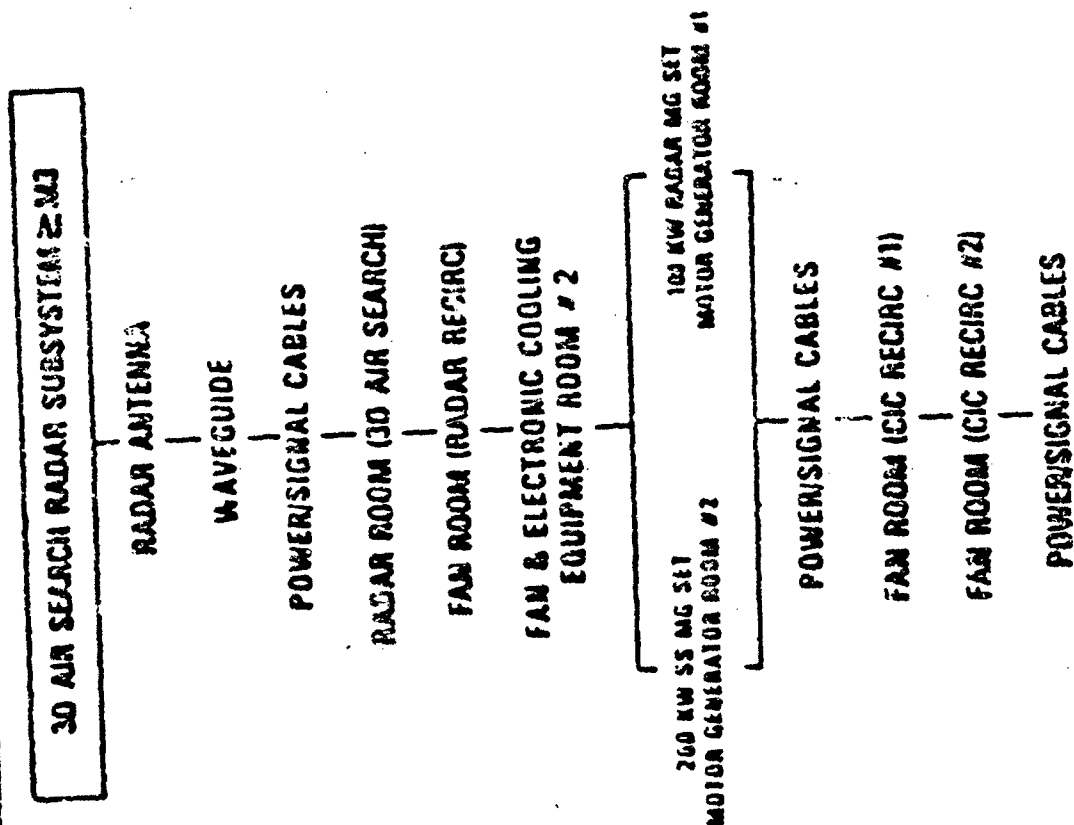 3D AIR SEARCH RADAR SUBSYSTEM ≥ M3
RADAR ANTENNA
WAVEGUIDE
POWER/SIGNAL CABLES
RADAR ROOM (3D AIR SEARCH)
FAN ROOM (RADAR RECIRC)
FAN & ELECTRONIC COOLING
EQUIPMENT ROOM # 2
200 KW SS MG SET
MOTOR GENERATOR ROOM #2
100 KW RADAR MG SET
MOTOR GENERATOR ROOM #1
POWER/SIGNAL CABLES
FAN ROOM (CIC RECIRC #1)
FAN ROOM (CIC RECIRC #2)
POWER/SIGNAL CABLES